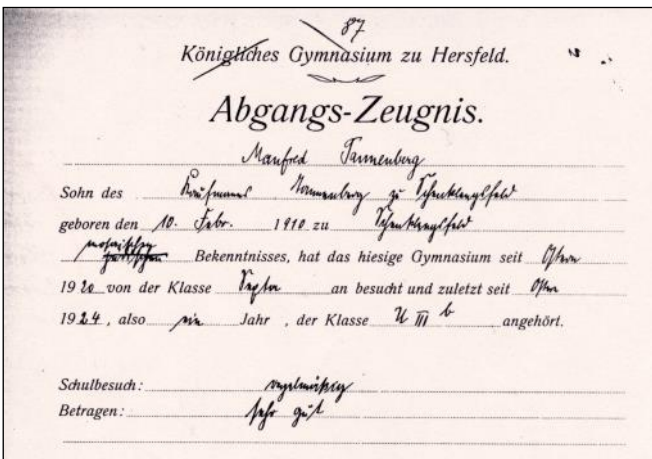 87
Königliches Gymnasium zu Hersfeld.
Abgangs-Zeugnis.
Manfred Tannenberg
Sohn des Kaufmanns Tannenberg zu Schenklengsfeld
geboren den 10. Febr. 1910 zu Schenklengsfeld
mosaischen
jüdischen Bekenntnisses, hat das hiesige Gymnasium seit Ostern
1920 von der Klasse Sexta an besucht und zuletzt seit Ostern
1924, also ein Jahr, der Klasse U III b angehört.
Schulbesuch: regelmäßig
Betragen: sehr gut